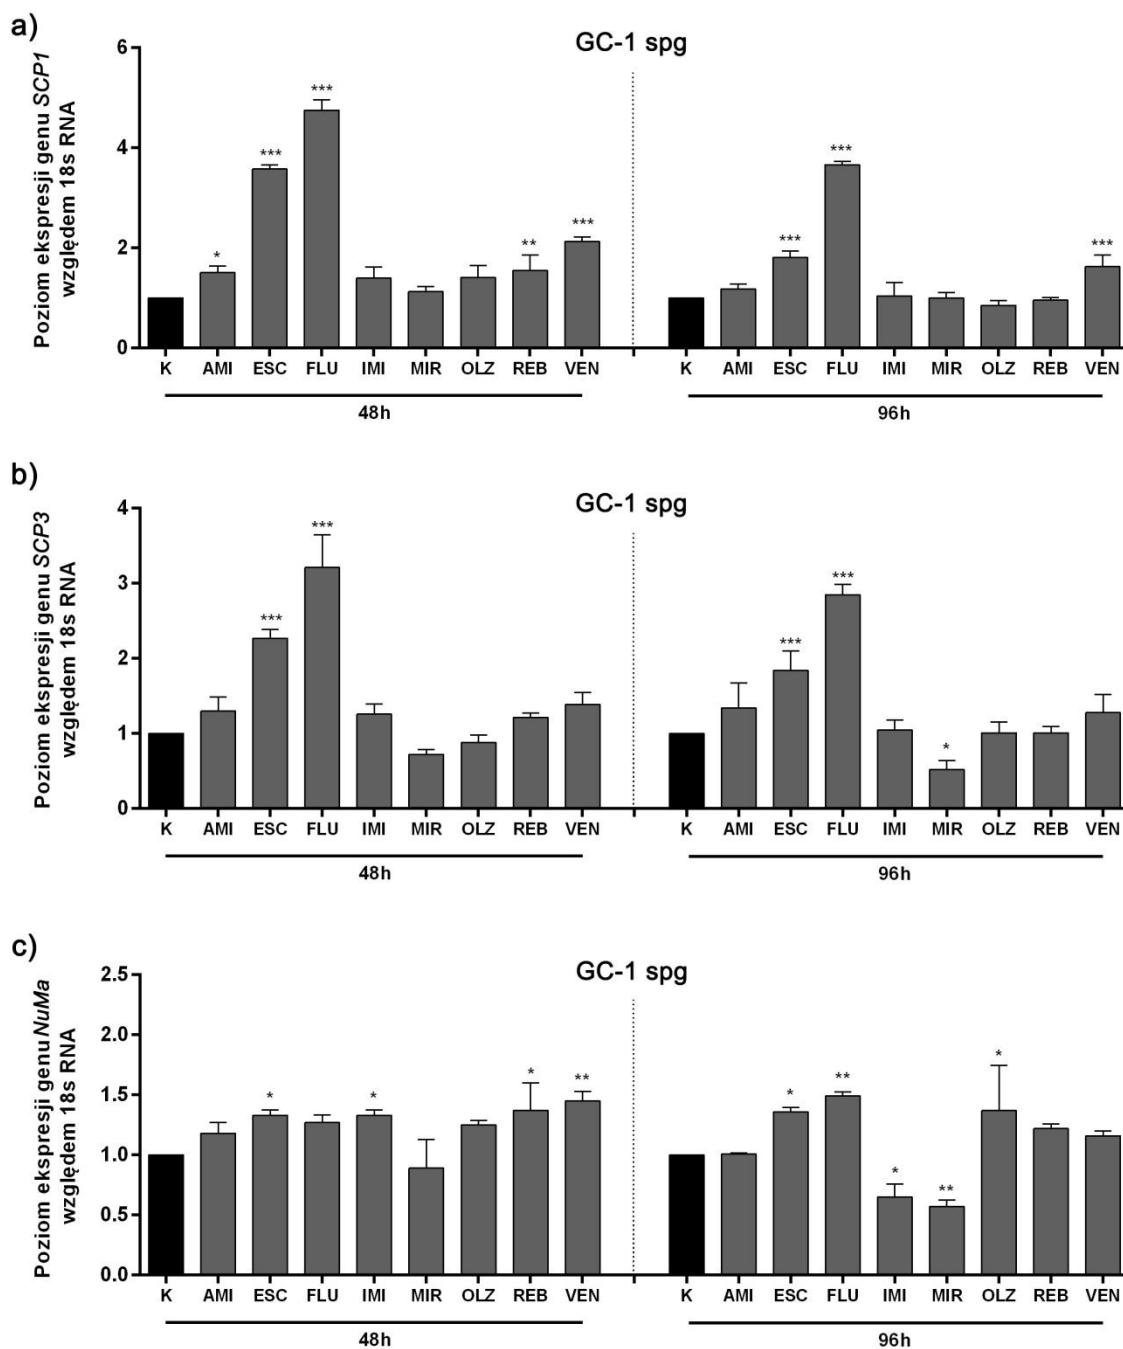 a)
GC-1 spg
Poziom ekspresji genu SCP1
względem 18s RNA
6
4
2
0
*
***
***
**
***
***
***
***
K AMI ESC FLU IMI MIR OLZ REB VEN
K AMI ESC FLU IMI MIR OLZ REB VEN
48h
96h
b)
GC-1 spg
Poziom ekspresji genu SCP3
względem 18s RNA
4
3
2
1
0
***
***
***
***
*
K AMI ESC FLU IMI MIR OLZ REB VEN
K AMI ESC FLU IMI MIR OLZ REB VEN
48h
96h
c)
GC-1 spg
Poziom ekspresji genu NuMa
względem 18s RNA
2.5
2.0
1.5
1.0
0.5
0.0
*
*
*
**
*
**
*
**
*
K AMI ESC FLU IMI MIR OLZ REB VEN
K AMI ESC FLU IMI MIR OLZ REB VEN
48h
96h